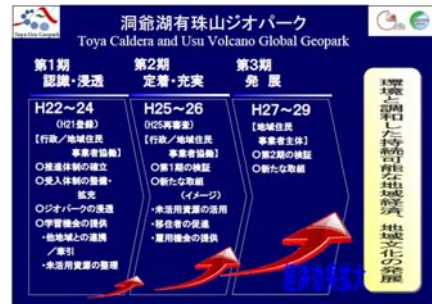 Toya-Usu Geopark
洞爺湖有珠山ジオパーク
Toya Caldera and Usu Volcano Global Geopark
第1期
認識・浸透
H22～24
(H21登録)
【行政/地域住民
事業者協働】
○推進体制の確立
○受入体制の整備・
拡充
○ジオパークの浸透
○学習機会の提供
・他地域との連携
/牽引
・未活用資源の整理
第2期
定着・充実
H25～26
(H25再審査)
【行政/地域住民
事業者協働】
○第1期の検証
○新たな取組
(イメージ)
・未活用資源の活用
・移住者の促進
・雇用機会の提供
第3期
発 展
H27～29
【地域住民
事業者主体】
○第2期の検証
○新たな取組
経済効果拡大
環境と調和した持続可能な地域経済、地域文化の発展